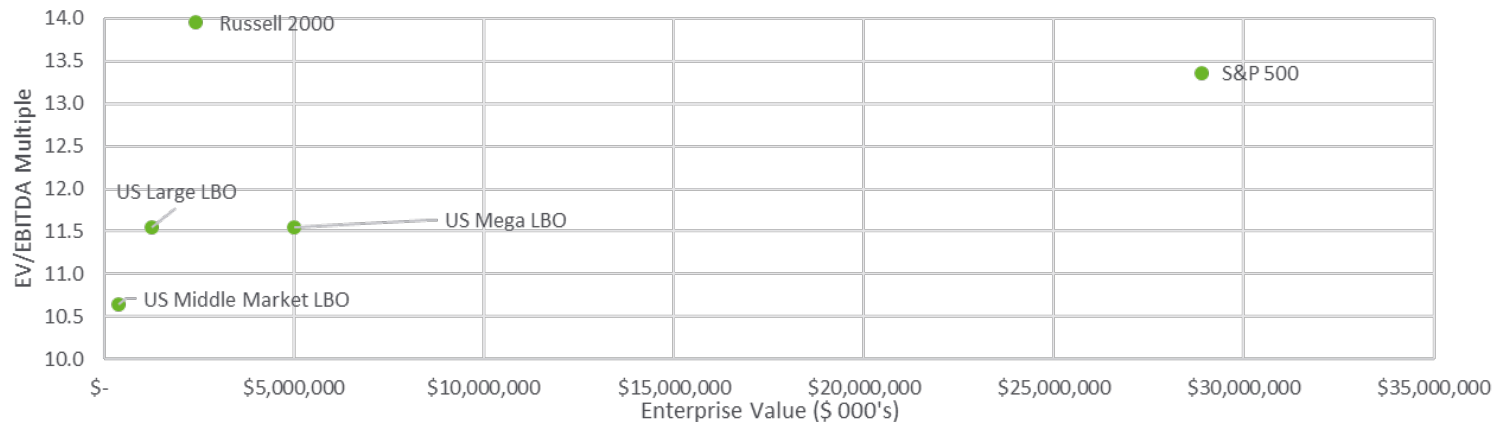 14.0
Russell 2000
13.5
S&P 500
13.0
12.5
12.0
US Large LBO
11.5
US Mega LBO
11.0
US Middle Market LBO
10.5
10.0
EV/EBITDA Multiple
$- $5,000,000 $10,000,000 $15,000,000 $20,000,000 $25,000,000 $30,000,000 $35,000,000
Enterprise Value ($ 000's)